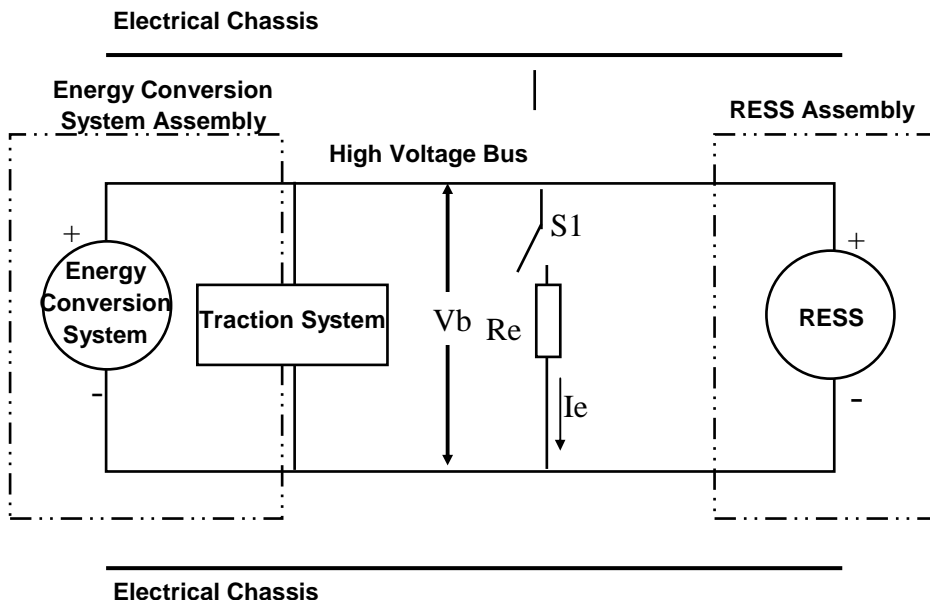 Electrical Chassis
Energy Conversion
System Assembly
RESS Assembly
High Voltage Bus
S1
+
+
Energy
Conversion
System
Traction System
Vb
Re
RESS
-
Ie
-
Electrical Chassis